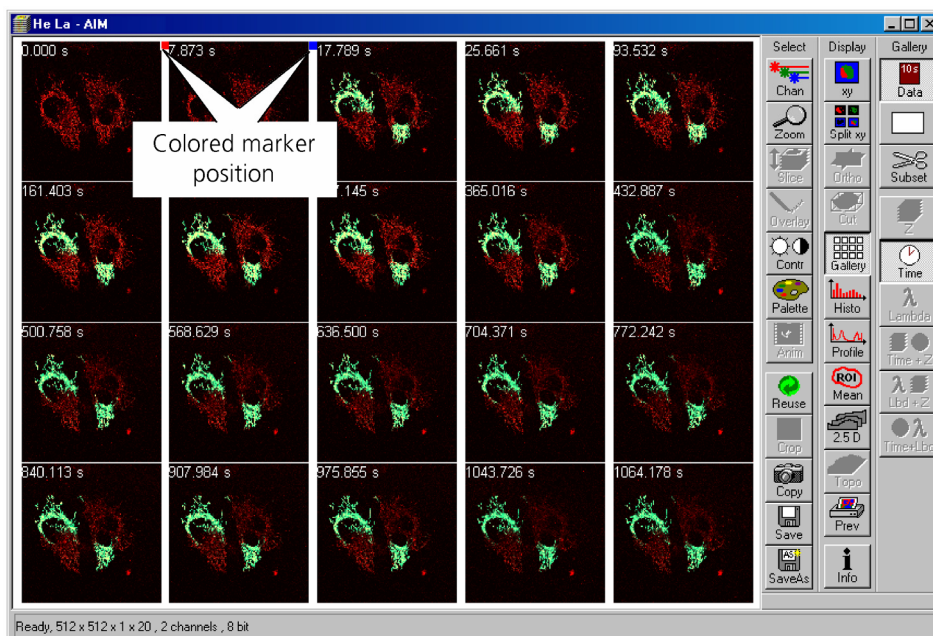 He La - AIM
0.000 s
7.873 s
17.789 s
25.661 s
93.532 s
Colored marker
position
161.403 s
7.145 s
365.016 s
432.887 s
500.758 s
568.629 s
636.500 s
704.371 s
772.242 s
840.113 s
907.984 s
975.855 s
1043.726 s
1064.178 s
Select
Chan
Zoom
Slice
Overlay
Contr
Palette
Anim
Reuse
Crop
Copy
Save
AS
SaveAs
Display
xy
Split xy
Ortho
Cut
Gallery
Histo
Profile
ROI
Mean
2.5 D
Topo
Prev
i
Info
Gallery
10s
Data
Subset
Z
Time
λ
Lambda
Time + Z
λ
Lbd + Z
λ
Time+Lbd
Ready, 512 x 512 x 1 x 20 , 2 channels , 8 bit